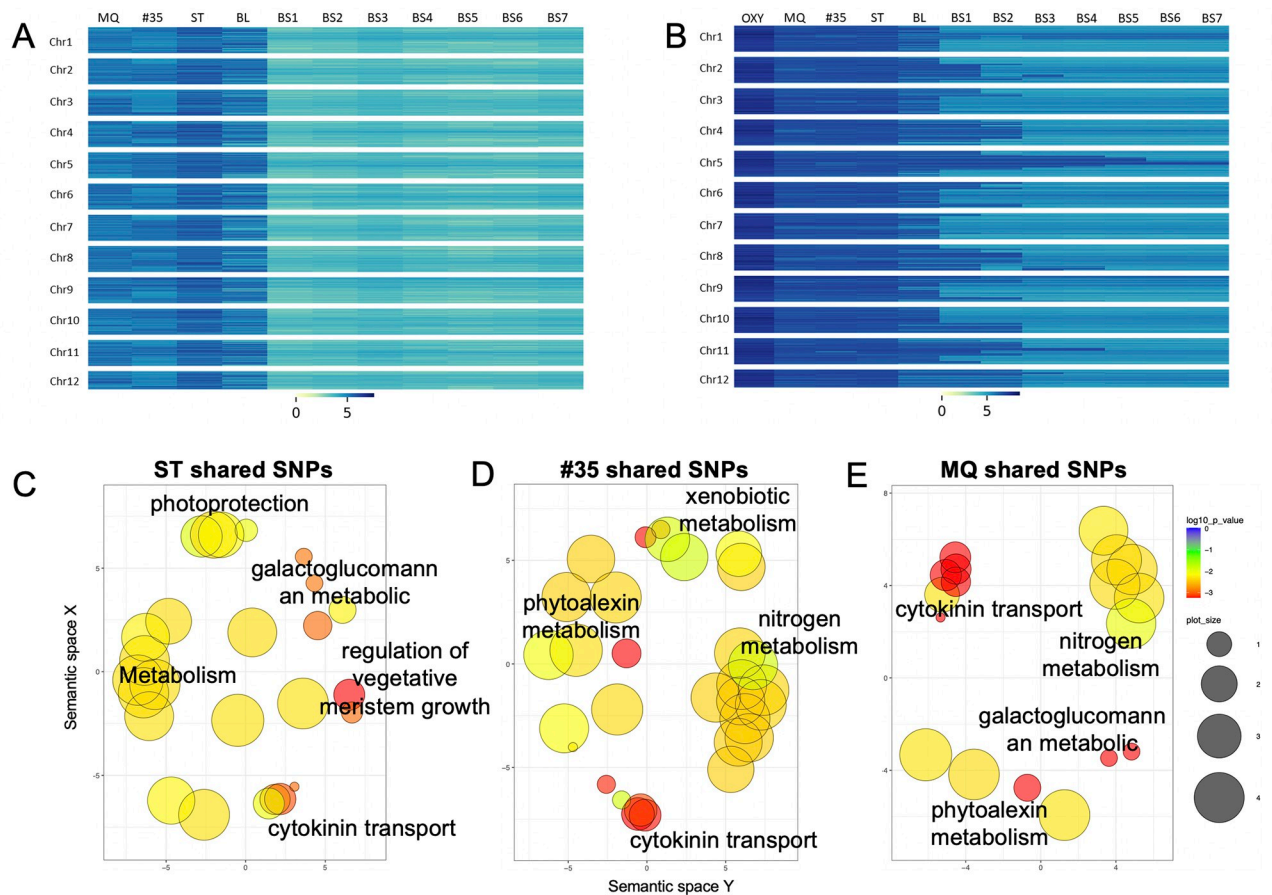 A
MQ #35 ST BL BS1 BS2 BS3 BS4 BS5 BS6 BS7
Chr1
Chr2
Chr3
Chr4
Chr5
Chr6
Chr7
Chr8
Chr9
Chr10
Chr11
Chr12
0 5
B
OXY MQ #35 ST BL BS1 BS2 BS3 BS4 BS5 BS6 BS7
Chr1
Chr2
Chr3
Chr4
Chr5
Chr6
Chr7
Chr8
Chr9
Chr10
Chr11
Chr12
0 5
C
ST shared SNPs
photoprotection
galactoglucomann
an metabolic
regulation of
vegetative
meristem growth
Metabolism
cytokinin transport
Semantic space X
5
0
-5
-5 0 5
D
#35 shared SNPs
xenobiotic
metabolism
phytoalexin
metabolism
nitrogen
metabolism
cytokinin transport
5
0
-5
-5 0 5
Semantic space Y
E
MQ shared SNPs
cytokinin transport
nitrogen
metabolism
galactoglucomann
an metabolic
phytoalexin
metabolism
8
4
0
-4
-4 0 4
log10_p_value
0
-1
-2
-3
plot_size
1
2
3
4